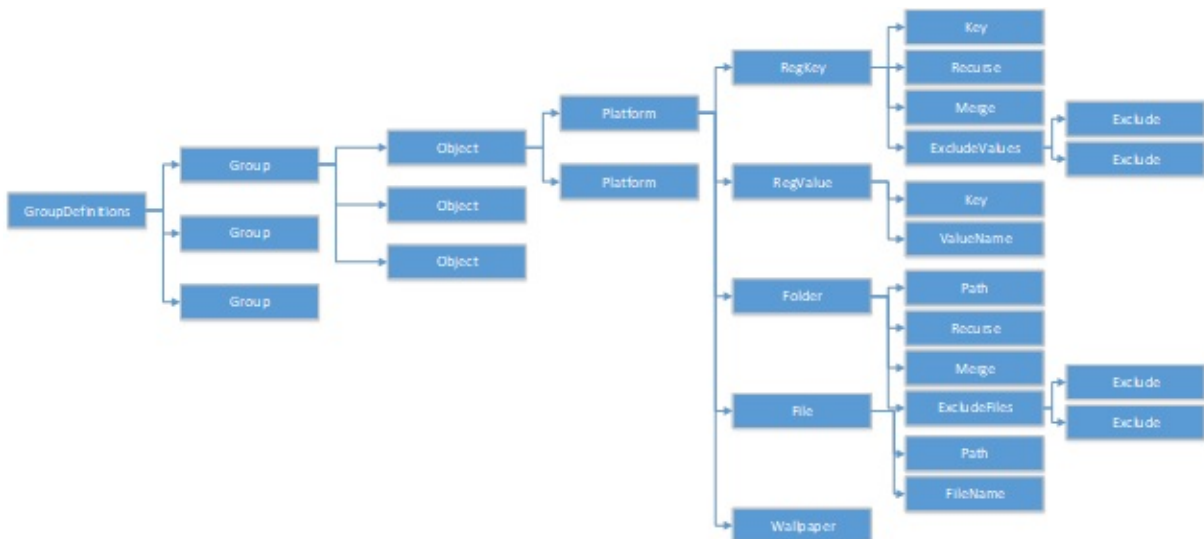 GroupDefinitions
Group
Group
Group
Object
Object
Object
Platform
Platform
RegKey
Key
Recurse
Merge
ExcludeValues
Exclude
Exclude
RegValue
Key
ValueName
Folder
Path
Recurse
Merge
ExcludeFiles
Exclude
Exclude
File
Path
FileName
Wallpaper